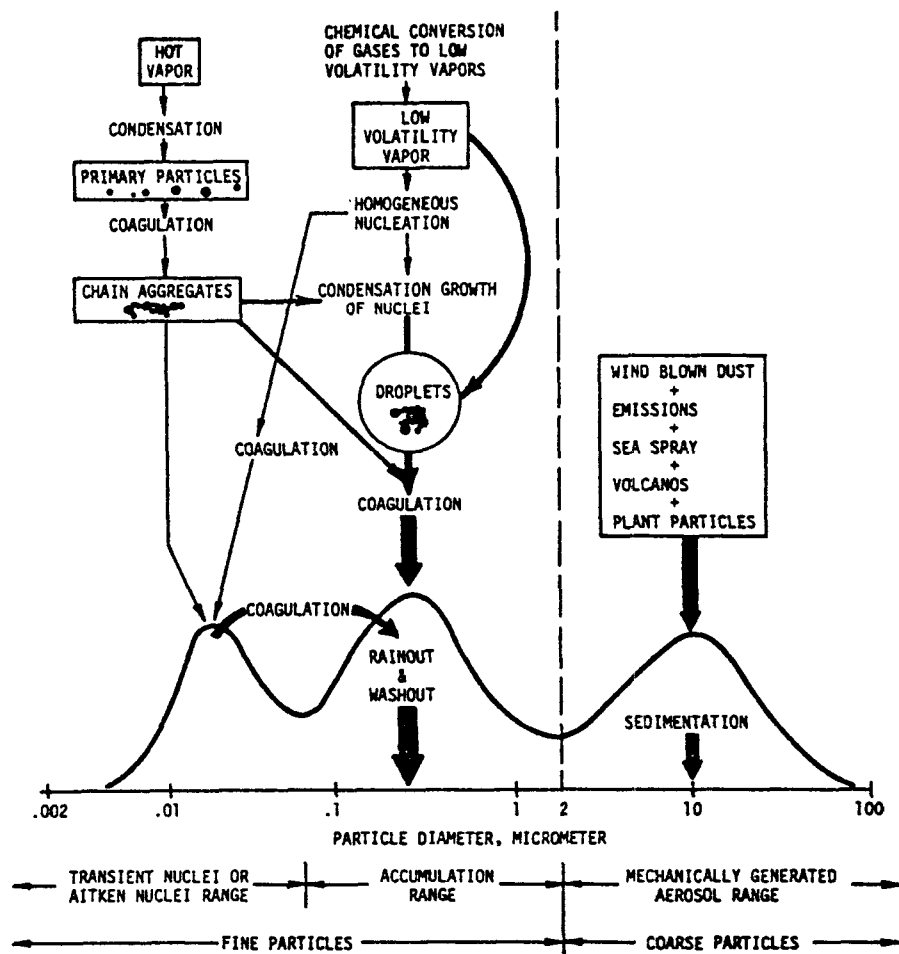 HOT
VAPOR
CONDENSATION
PRIMARY PARTICLES
COAGULATION
CHAIN AGGREGATES
CHEMICAL CONVERSION
OF GASES TO LOW
VOLATILITY VAPORS
LOW
VOLATILITY
VAPOR
HOMOGENEOUS
NUCLEATION
CONDENSATION GROWTH
OF NUCLEI
DROPLETS
COAGULATION
COAGULATION
COAGULATION
RAINOUT
&
WASHOUT
WIND BLOWN DUST
+
EMISSIONS
+
SEA SPRAY
+
VOLCANOS
+
PLANT PARTICLES
SEDIMENTATION
.002 .01 .1 1 2 10 100
PARTICLE DIAMETER, MICROMETER
TRANSIENT NUCLEI OR
AITKEN NUCLEI RANGE
ACCUMULATION
RANGE
MECHANICALLY GENERATED
AEROSOL RANGE
FINE PARTICLES
COARSE PARTICLES